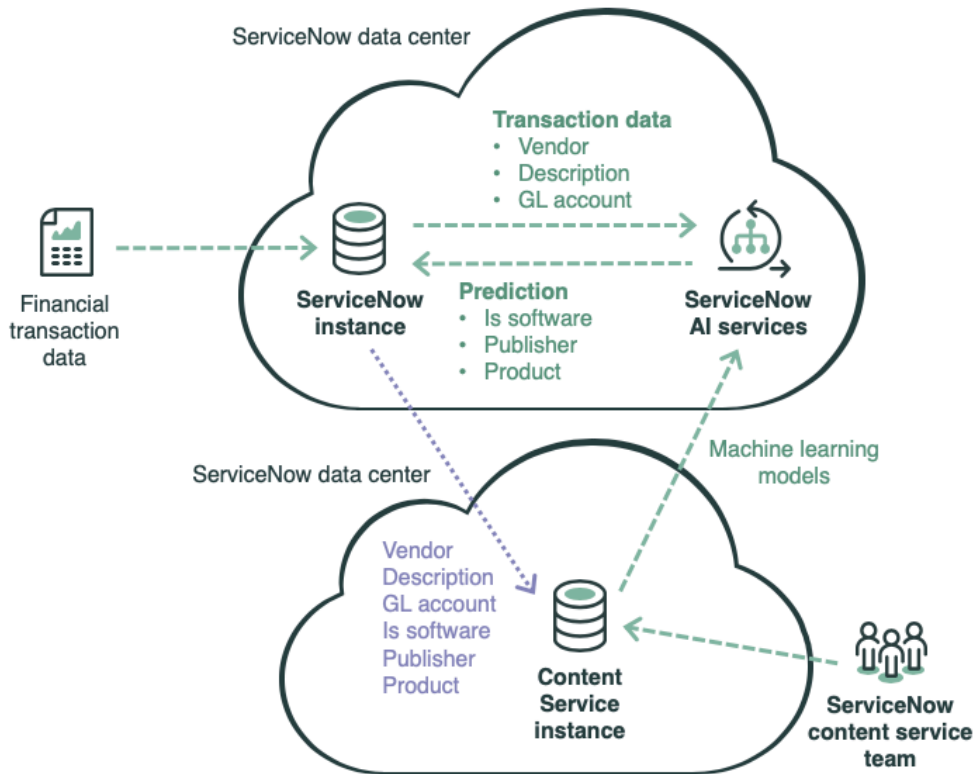 ServiceNow data center
Transaction data
• Vendor
• Description
• GL account
Financial
transaction
data
ServiceNow
instance
Prediction
• Is software
• Publisher
• Product
ServiceNow
AI services
Machine learning
models
ServiceNow data center
Vendor
Description
GL account
Is software
Publisher
Product
Content
Service
instance
ServiceNow
content service
team